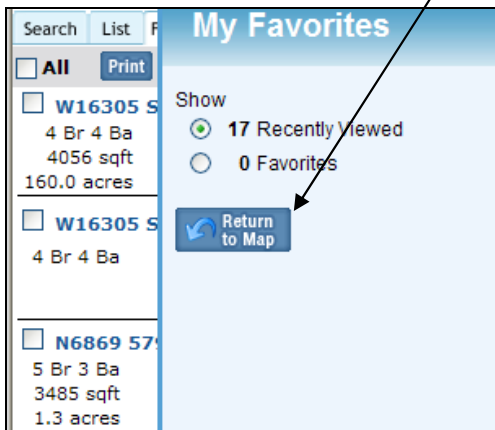 Search List F
All Print
W16305 S
4 Br 4 Ba
4056 sqft
160.0 acres
W16305 S
4 Br 4 Ba
N6869 579
5 Br 3 Ba
3485 sqft
1.3 acres
My Favorites
Show
17 Recently Viewed
0 Favorites
Return
to Map